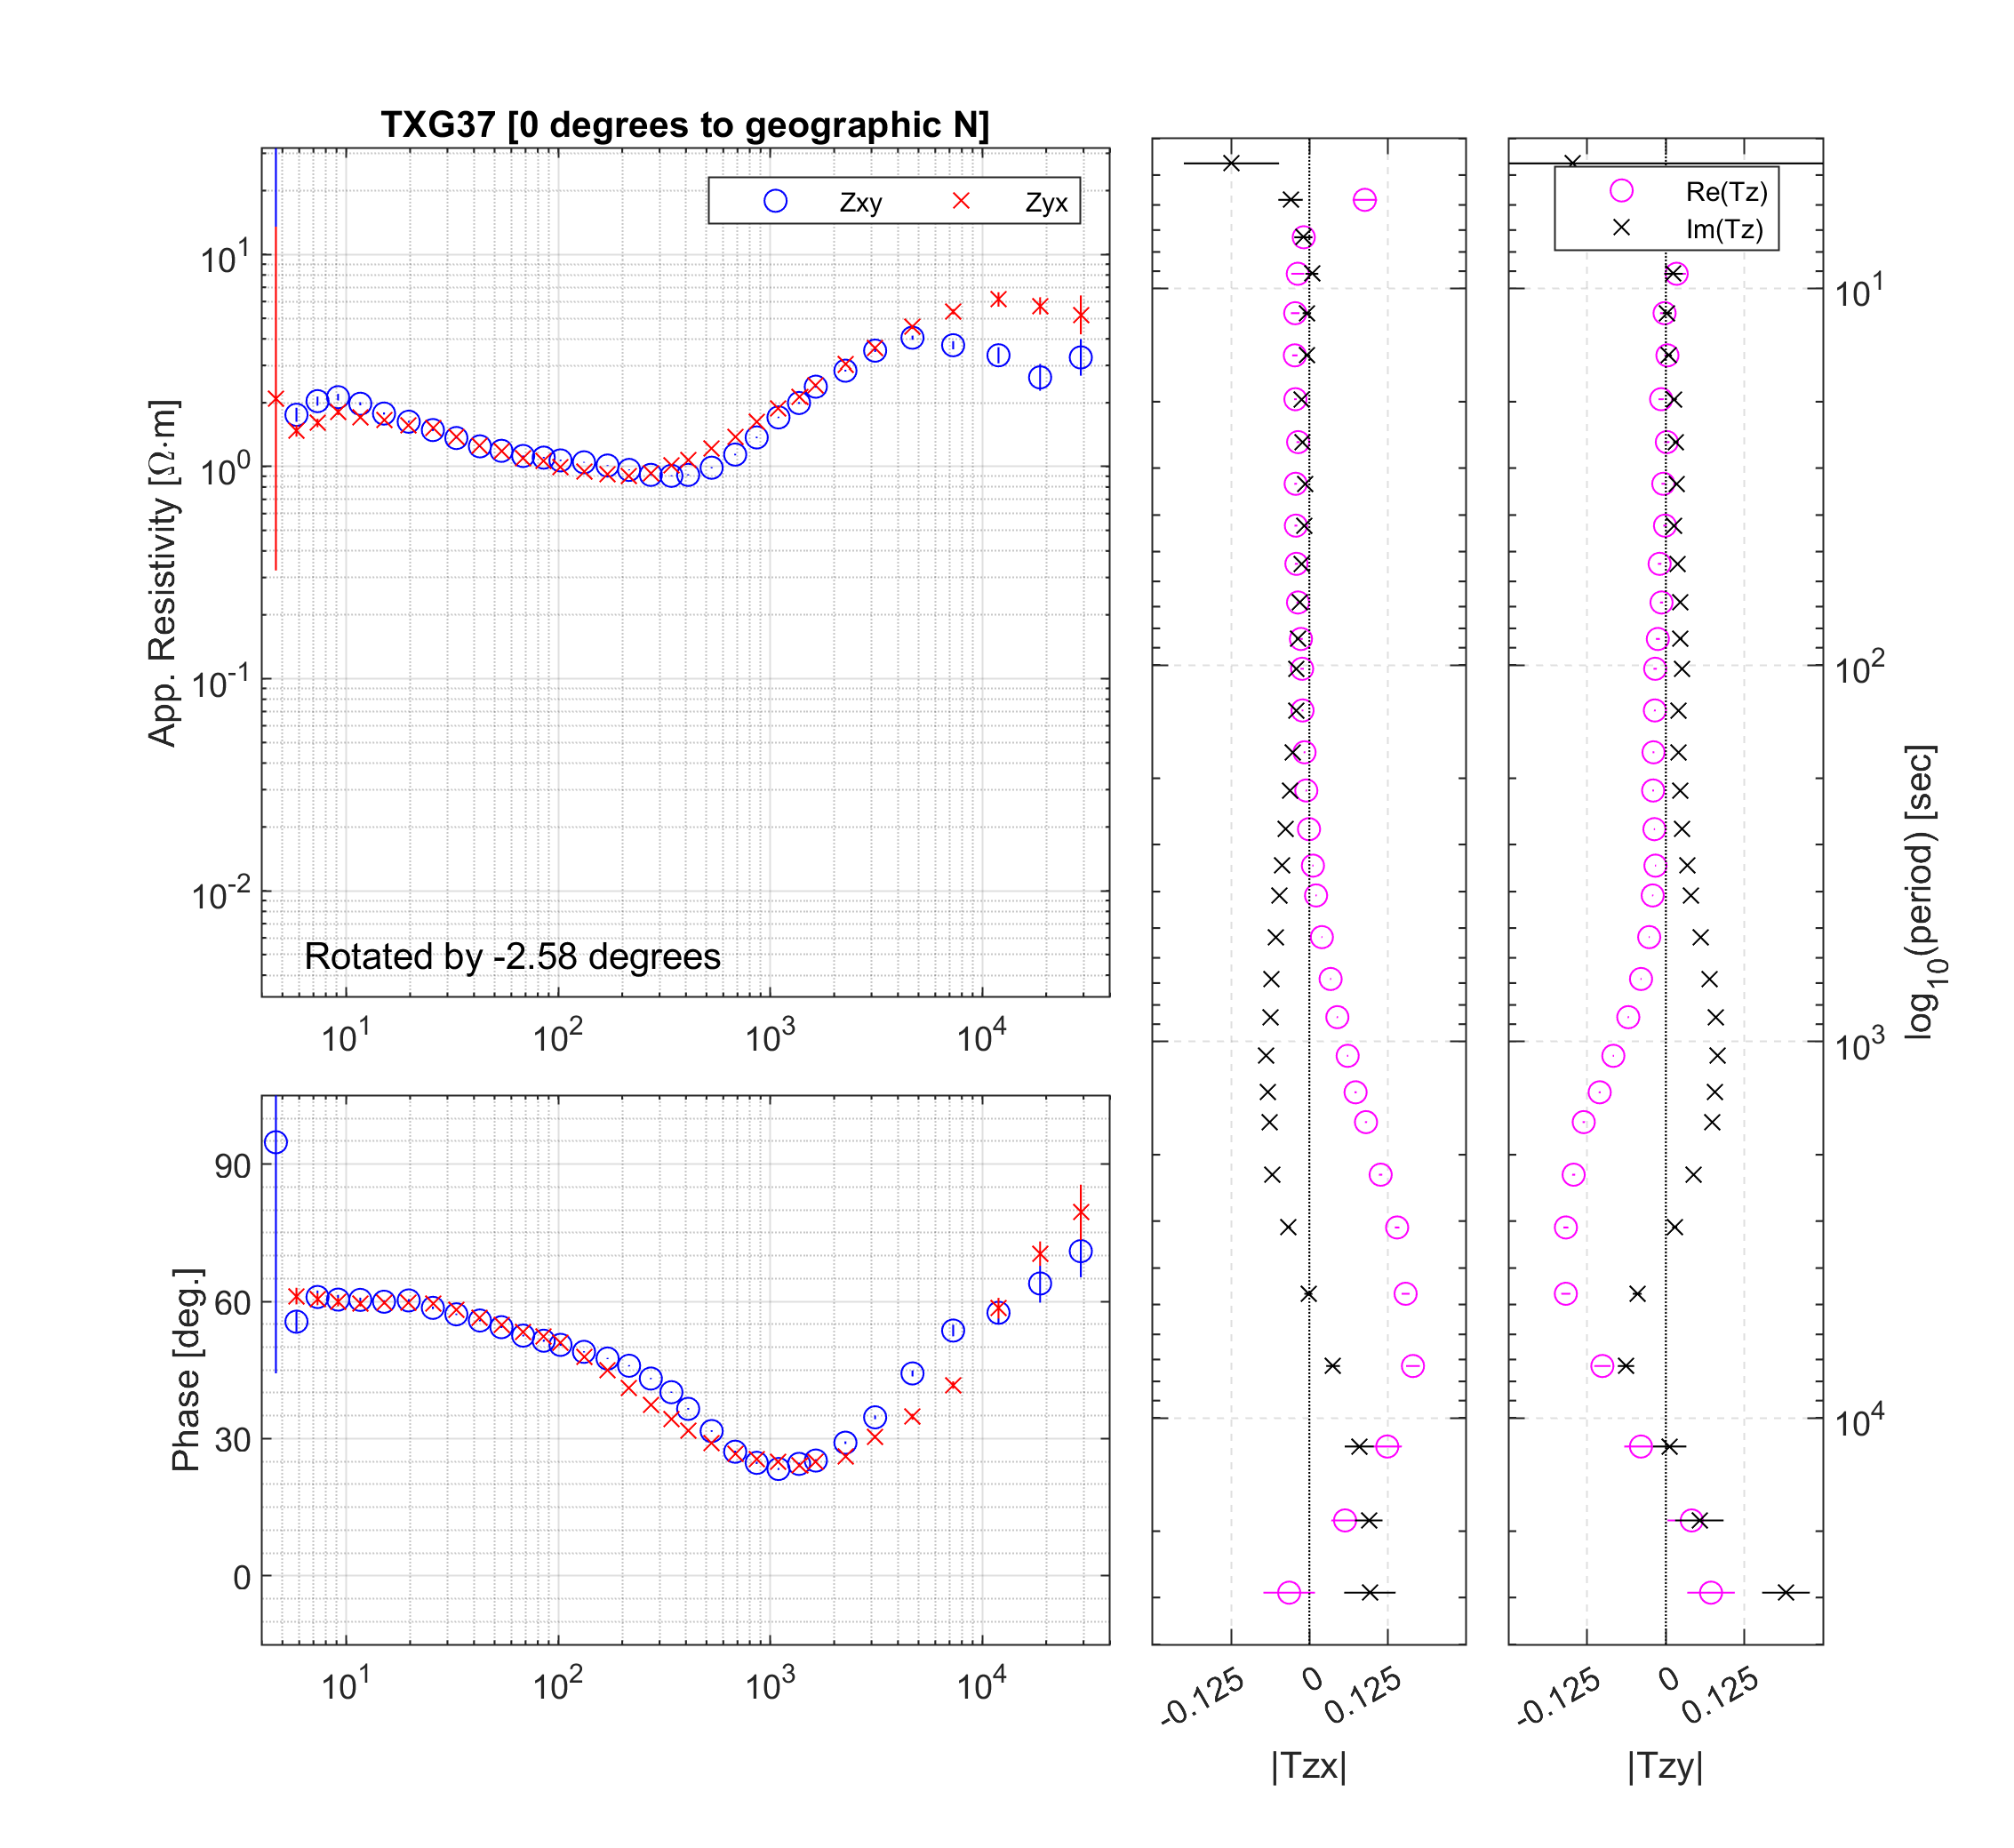 TXG37 [0 degrees to geographic N]
Zxy
Zyx
App. Resistivity [Ω·m]
10^1
10^0
10^-1
10^-2
Rotated by -2.58 degrees
10^1
10^2
10^3
10^4
Phase [deg.]
90
60
30
0
10^1
10^2
10^3
10^4
-0.125
0
0.125
|Tzx|
Re(Tz)
Im(Tz)
-0.125
0
0.125
|Tzy|
10^1
10^2
10^3
10^4
log_10(period) [sec]